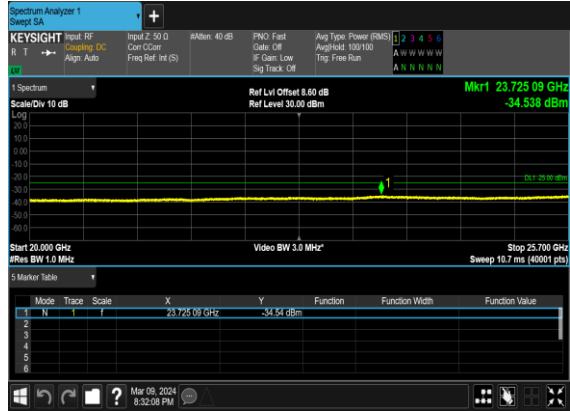 Spectrum Analyzer 1
Swept SA
KEYSIGHT Input: RF Input Z: 50 Ω #Atten: 40 dB PNO: Fast Avg Type: Power (RMS) 1 2 3 4 5 6
R T Coupling: DC Corr CCorr Gate: Off Avg|Hold: 100/100 A W W W W W
Align: Auto Freq Ref: Int (S) IF Gain: Low Trig: Free Run
LV Sig Track: Off A N N N N N
1 Spectrum Ref Lvl Offset 8.60 dB Mkr1 23.725 09 GHz
Scale/Div 10 dB Ref Level 30.00 dBm -34.538 dBm
Log
20.0
10.0
0.00
-10.0
-20.0 1 DL1 -25.00 dBm
-30.0
-40.0
-50.0
-60.0
Start 20.000 GHz Video BW 3.0 MHz* Stop 25.700 GHz
#Res BW 1.0 MHz Sweep 10.7 ms (40001 pts)
5 Marker Table
Mode Trace Scale X Y Function Function Width Function Value
1 N 1 f 23.725 09 GHz -34.54 dBm
2
3
4
5
6
? Mar 09, 2024
8:32:08 PM